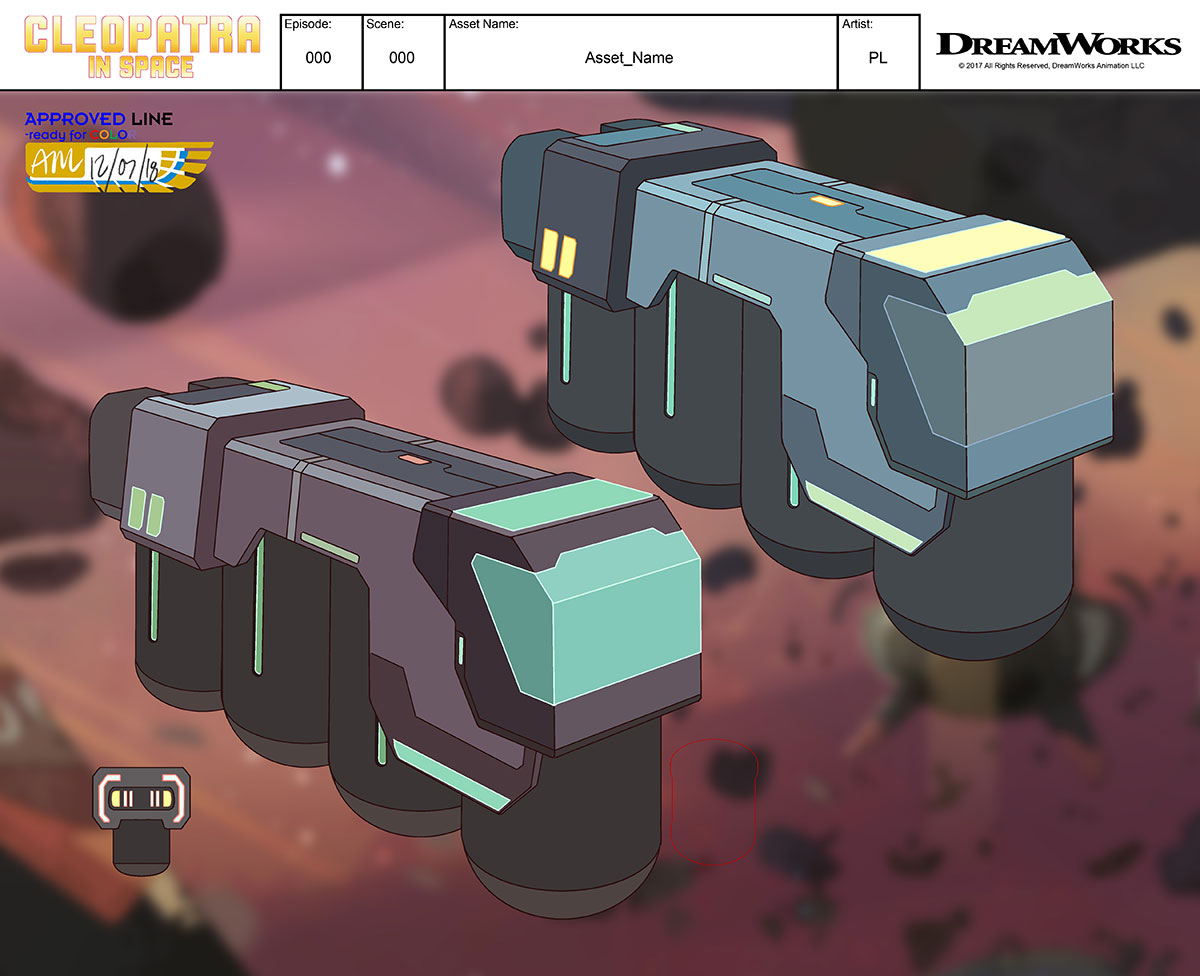 CLEOPATRA
IN SPACE
Episode:
000
Scene:
000
Asset Name:
Asset_Name
Artist:
PL
DREAMWORKS
© 2017 All Rights Reserved, DreamWorks Animation LLC
APPROVED LINE
-ready for COLOR
AM 12/07/18